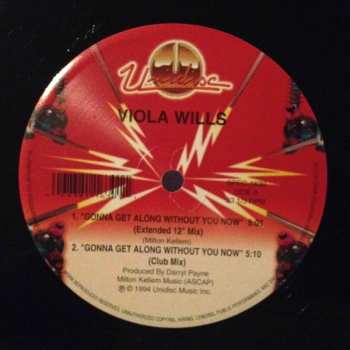 Unidisc
VIOLA WILLS
SIDE A
1. "GONNA GET ALONG WITHOUT YOU NOW" 5:01
(Extended 12" Mix)
(Milton Kellem)
2. "GONNA GET ALONG WITHOUT YOU NOW" 5:10
(Club Mix)
Produced By Darryl Payne
Milton Kellem Music (ASCAP)
℗ © 1994 Unidisc Music Inc.